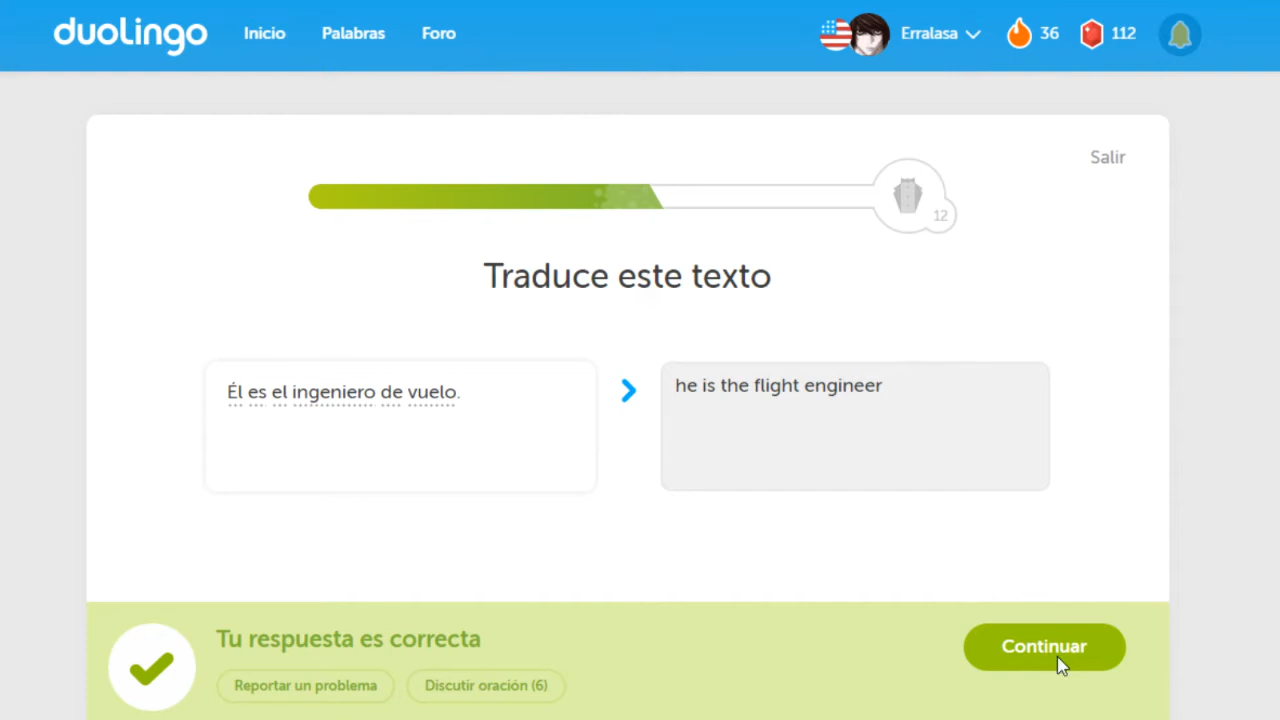 duolingo Inicio Palabras Foro Erralasa 36 112
Salir
12
Traduce este texto
Él es el ingeniero de vuelo. he is the flight engineer
Tu respuesta es correcta
Continuar
Reportar un problema Discutir oración (6)